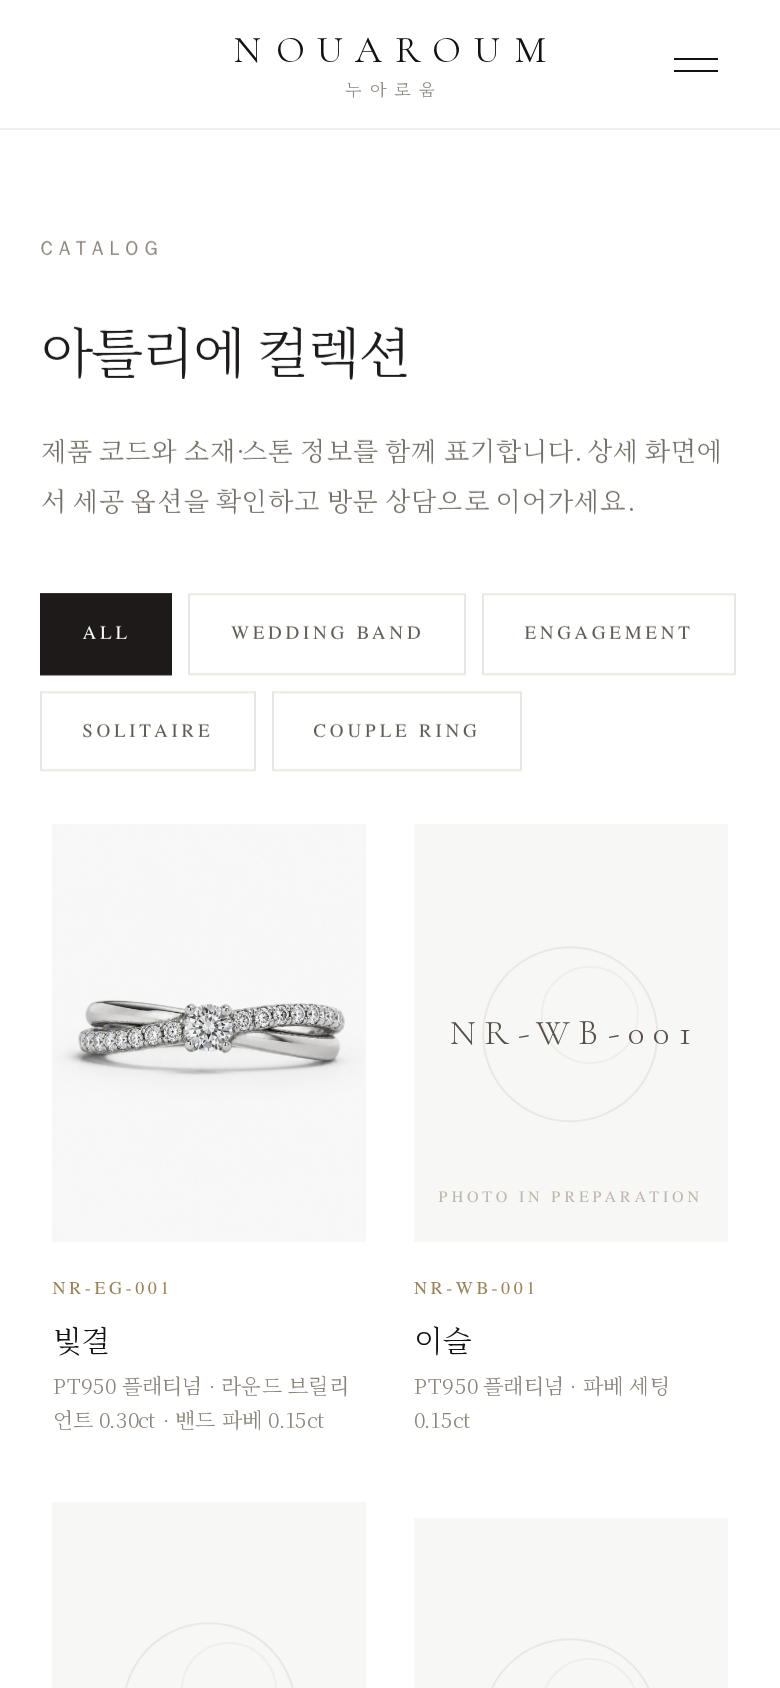 NOUAROUM
누아로움
CATALOG
아틀리에 컬렉션
제품 코드와 소재·스톤 정보를 함께 표기합니다. 상세 화면에
서 세공 옵션을 확인하고 방문 상담으로 이어가세요.
ALL
WEDDING BAND
ENGAGEMENT
SOLITAIRE
COUPLE RING
NR-WB-001
PHOTO IN PREPARATION
NR-EG-001
빛결
PT950 플래티넘 · 라운드 브릴리
언트 0.30ct · 밴드 파베 0.15ct
NR-WB-001
이슬
PT950 플래티넘 · 파베 세팅
0.15ct